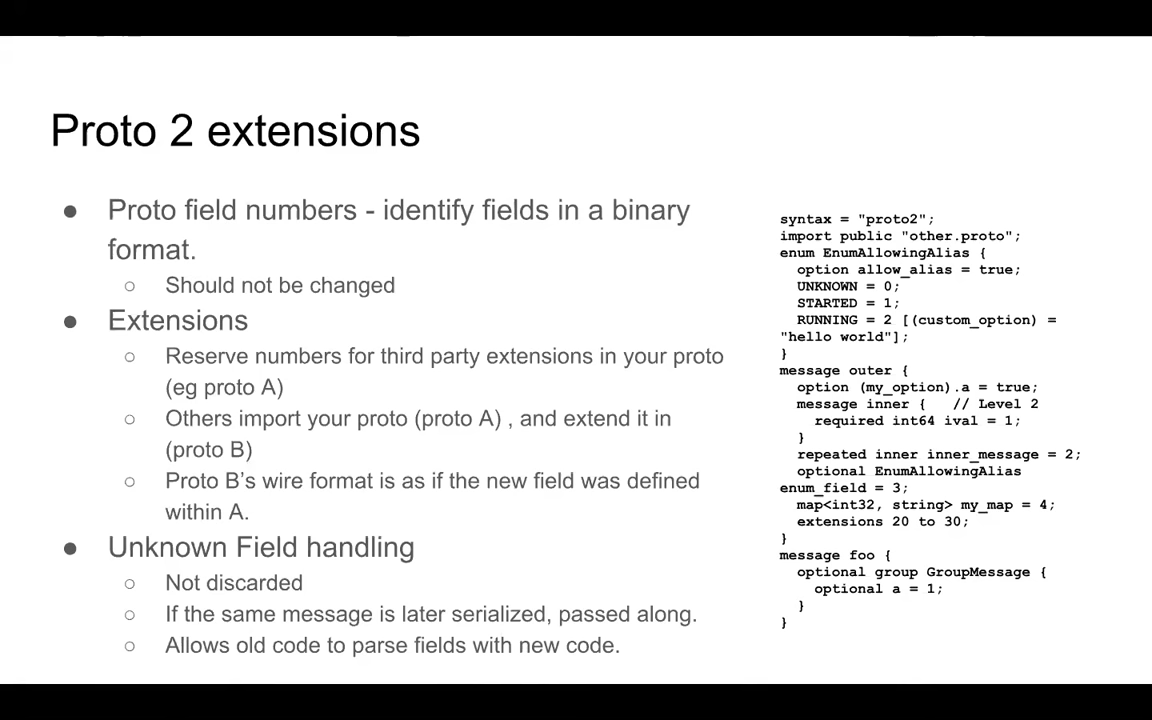 Proto 2 extensions
● Proto field numbers - identify fields in a binary
format.
○ Should not be changed
● Extensions
○ Reserve numbers for third party extensions in your proto
(eg proto A)
○ Others import your proto (proto A) , and extend it in
(proto B)
○ Proto B’s wire format is as if the new field was defined
within A.
● Unknown Field handling
○ Not discarded
○ If the same message is later serialized, passed along.
○ Allows old code to parse fields with new code.
syntax = "proto2";
import public "other.proto";
enum EnumAllowingAlias {
  option allow_alias = true;
  UNKNOWN = 0;
  STARTED = 1;
  RUNNING = 2 [(custom_option) =
"hello world"];
}
message outer {
  option (my_option).a = true;
  message inner {   // Level 2
    required int64 ival = 1;
  }
  repeated inner inner_message = 2;
  optional EnumAllowingAlias
enum_field = 3;
  map<int32, string> my_map = 4;
  extensions 20 to 30;
}
message foo {
  optional group GroupMessage {
    optional a = 1;
  }
}